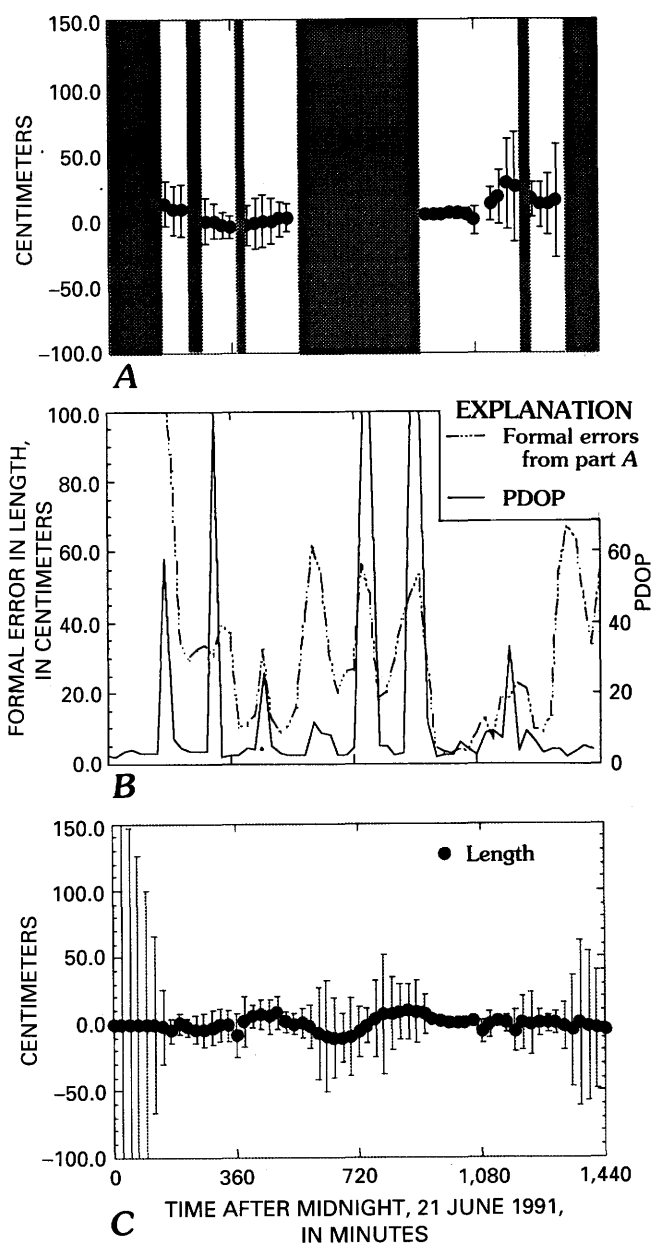 150.0
100.0
50.0
0.0
−50.0
−100.0
CENTIMETERS
A
100.0
80.0
60.0
40.0
20.0
0.0
FORMAL ERROR IN LENGTH,
IN CENTIMETERS
EXPLANATION
Formal errors
from part A
PDOP
60
40
20
0
PDOP
B
150.0
100.0
50.0
0.0
−50.0
−100.0
CENTIMETERS
Length
0 360 720 1,080 1,440
TIME AFTER MIDNIGHT, 21 JUNE 1991,
IN MINUTES
C